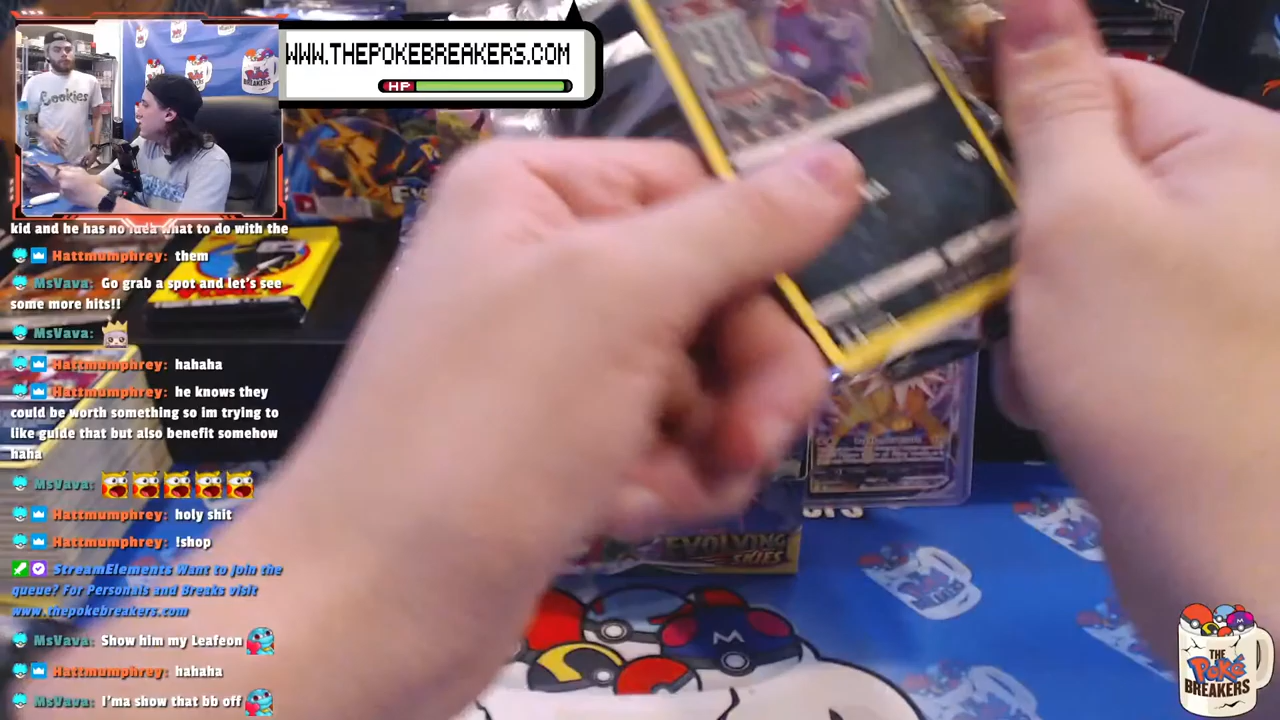 WWW.THEPOKEBREAKERS.COM
HP
Cookies
kid and he has no idea what to do with the
Hattmumphrey: them
MsVava: Go grab a spot and let's see
some more hits!!
MsVava:
Hattmumphrey: hahaha
Hattmumphrey: he knows they
could be worth something so im trying to
like guide that but also benefit somehow
haha
MsVava:
Hattmumphrey: holy shit
Hattmumphrey: !shop
StreamElements Want to join the
queue? For Personals and Breaks visit
www.thepokebreakers.com
MsVava: Show him my Leafeon
Hattmumphrey: hahaha
MsVava: I'ma show that bb off
EVOLVING
SKIES
M
THE
Poké
BREAKERS